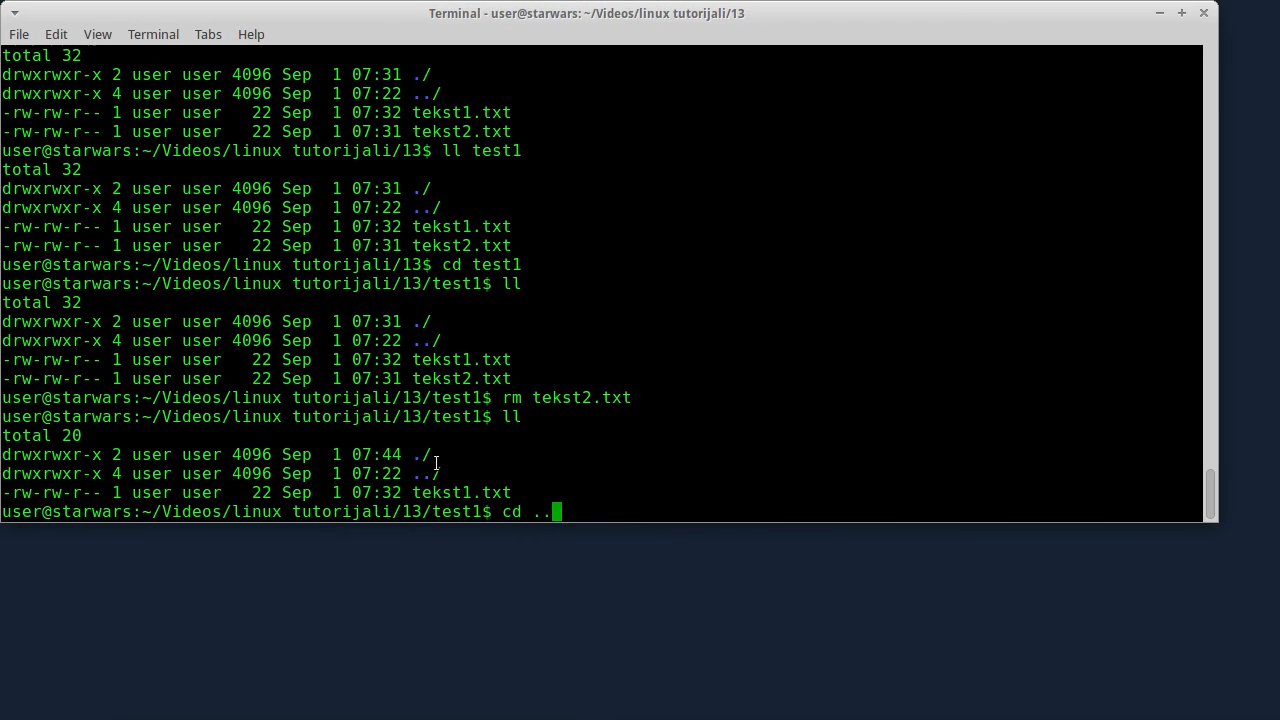 Terminal - user@starwars: ~/Videos/linux tutorijali/13
File Edit View Terminal Tabs Help
total 32
drwxrwxr-x 2 user user 4096 Sep  1 07:31 ./
drwxrwxr-x 4 user user 4096 Sep  1 07:22 ../
-rw-rw-r-- 1 user user   22 Sep  1 07:32 tekst1.txt
-rw-rw-r-- 1 user user   22 Sep  1 07:31 tekst2.txt
user@starwars:~/Videos/linux tutorijali/13$ ll test1
total 32
drwxrwxr-x 2 user user 4096 Sep  1 07:31 ./
drwxrwxr-x 4 user user 4096 Sep  1 07:22 ../
-rw-rw-r-- 1 user user   22 Sep  1 07:32 tekst1.txt
-rw-rw-r-- 1 user user   22 Sep  1 07:31 tekst2.txt
user@starwars:~/Videos/linux tutorijali/13$ cd test1
user@starwars:~/Videos/linux tutorijali/13/test1$ ll
total 32
drwxrwxr-x 2 user user 4096 Sep  1 07:31 ./
drwxrwxr-x 4 user user 4096 Sep  1 07:22 ../
-rw-rw-r-- 1 user user   22 Sep  1 07:32 tekst1.txt
-rw-rw-r-- 1 user user   22 Sep  1 07:31 tekst2.txt
user@starwars:~/Videos/linux tutorijali/13/test1$ rm tekst2.txt
user@starwars:~/Videos/linux tutorijali/13/test1$ ll
total 20
drwxrwxr-x 2 user user 4096 Sep  1 07:44 ./
drwxrwxr-x 4 user user 4096 Sep  1 07:22 ../
-rw-rw-r-- 1 user user   22 Sep  1 07:32 tekst1.txt
user@starwars:~/Videos/linux tutorijali/13/test1$ cd ..